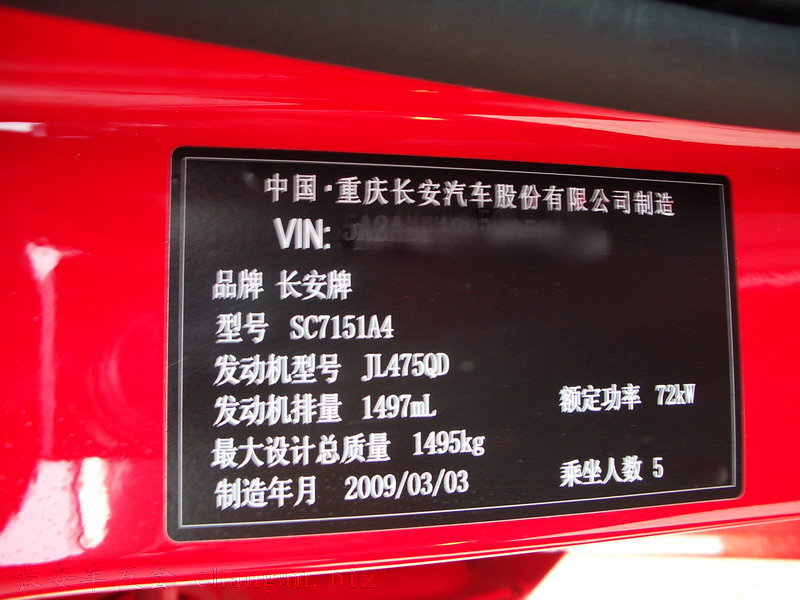 中国·重庆长安汽车股份有限公司制造
VIN:
品牌 长安牌
型号 SC7151A4
发动机型号 JL475QD
发动机排量 1497mL 额定功率 72kW
最大设计总质量 1495kg
制造年月 2009/03/03 乘坐人数 5
changan.biz